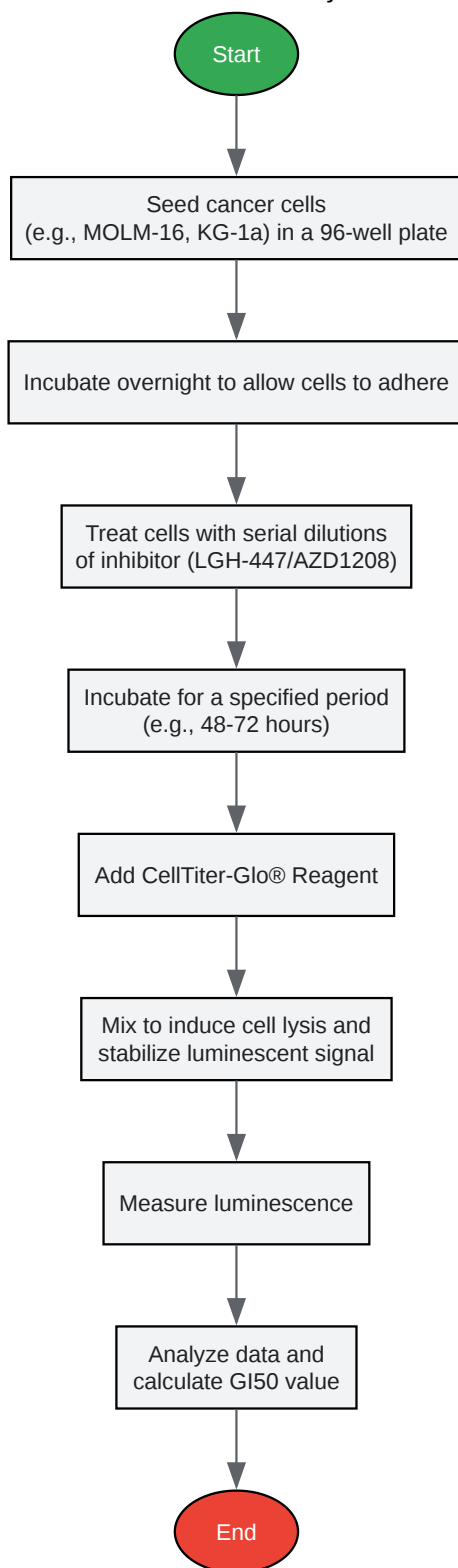 Start
Seed cancer cells
(e.g., MOLM-16, KG-1a) in a 96-well plate
Incubate overnight to allow cells to adhere
Treat cells with serial dilutions
of inhibitor (LGH-447/AZD1208)
Incubate for a specified period
(e.g., 48-72 hours)
Add CellTiter-Glo® Reagent
Mix to induce cell lysis and
stabilize luminescent signal
Measure luminescence
Analyze data and
calculate GI50 value
End